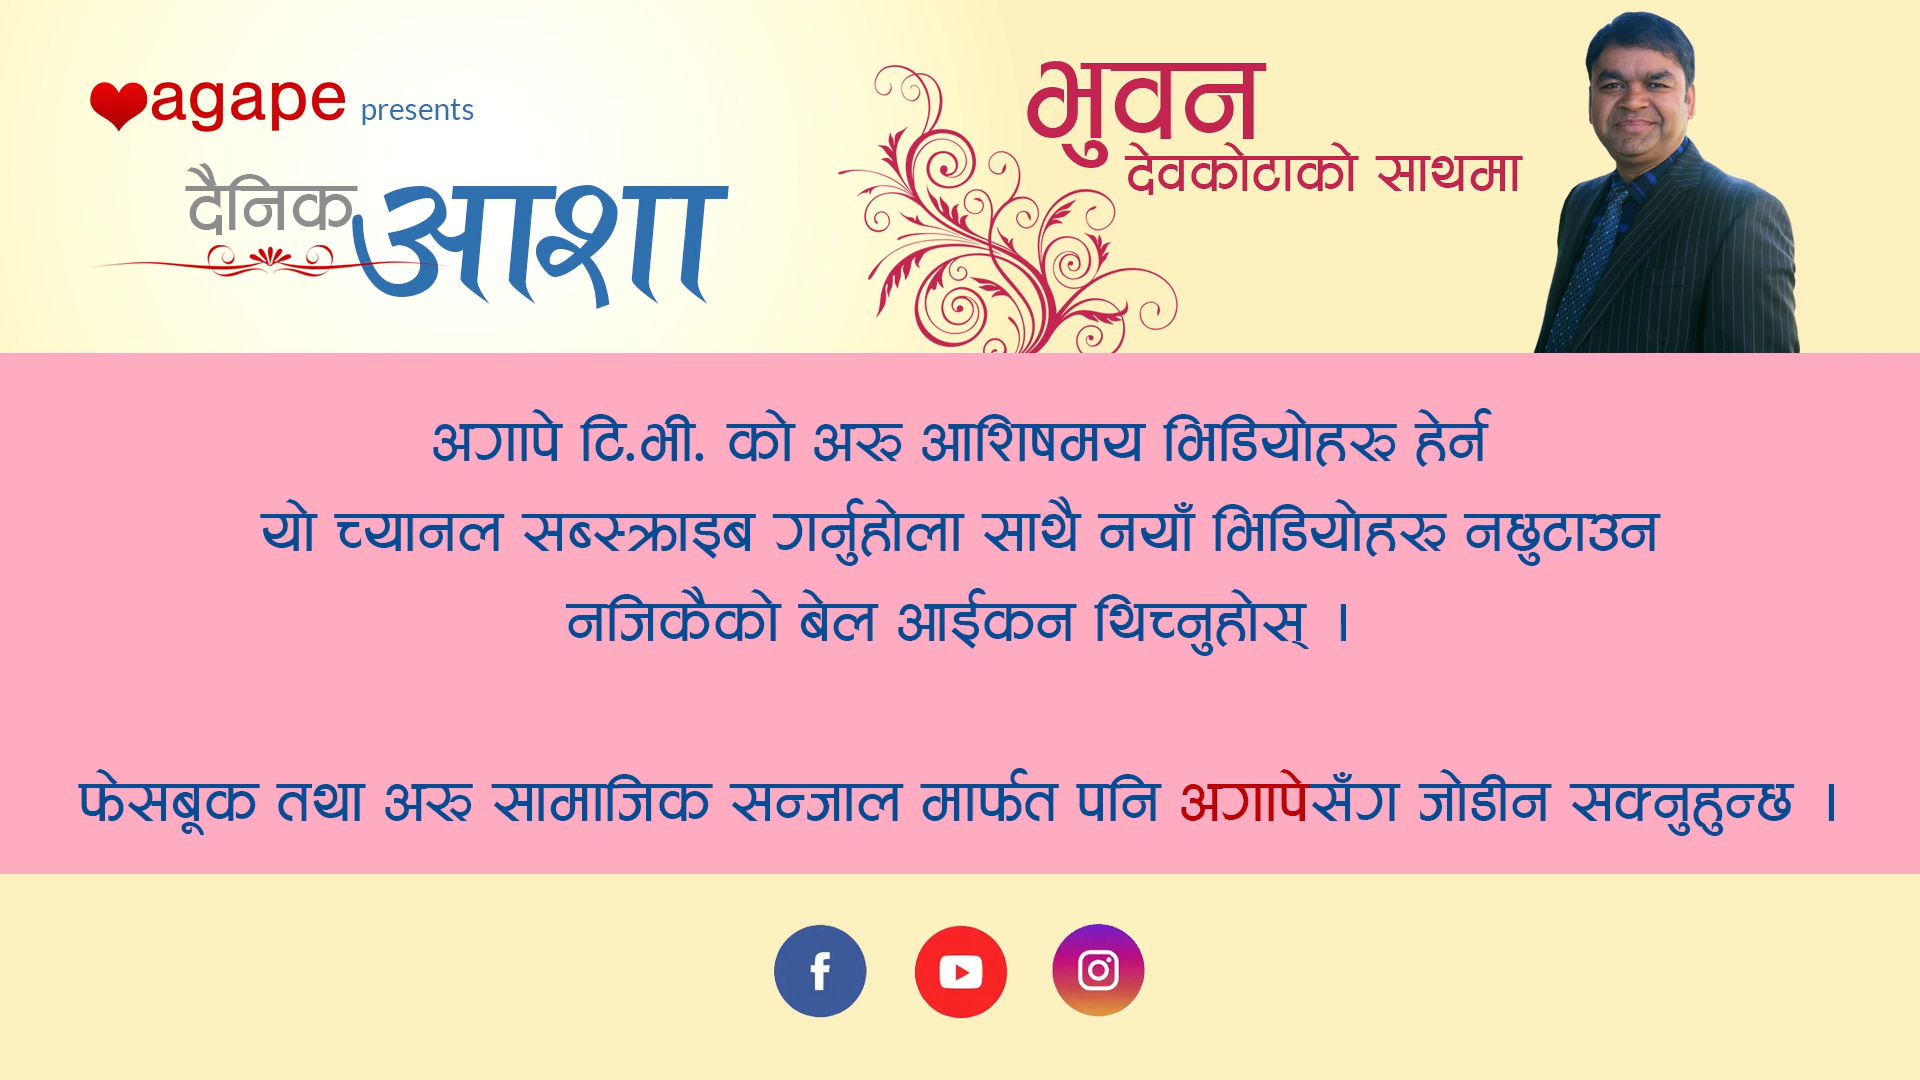 agape presents
दैनिक आशा
भुवन
देवकोटाको साथमा
अगापे टि.भी. को अरु आशिषमय भिडियोहरु हेर्न
यो च्यानल सब्स्क्राइब गर्नुहोला साथै नयाँ भिडियोहरु नछुटाउन
नजिकैको बेल आईकन थिच्नुहोस् ।
फेसबूक तथा अरु सामाजिक सन्जाल मार्फत पनि अगापेसँग जोडीन सक्नुहुन्छ ।